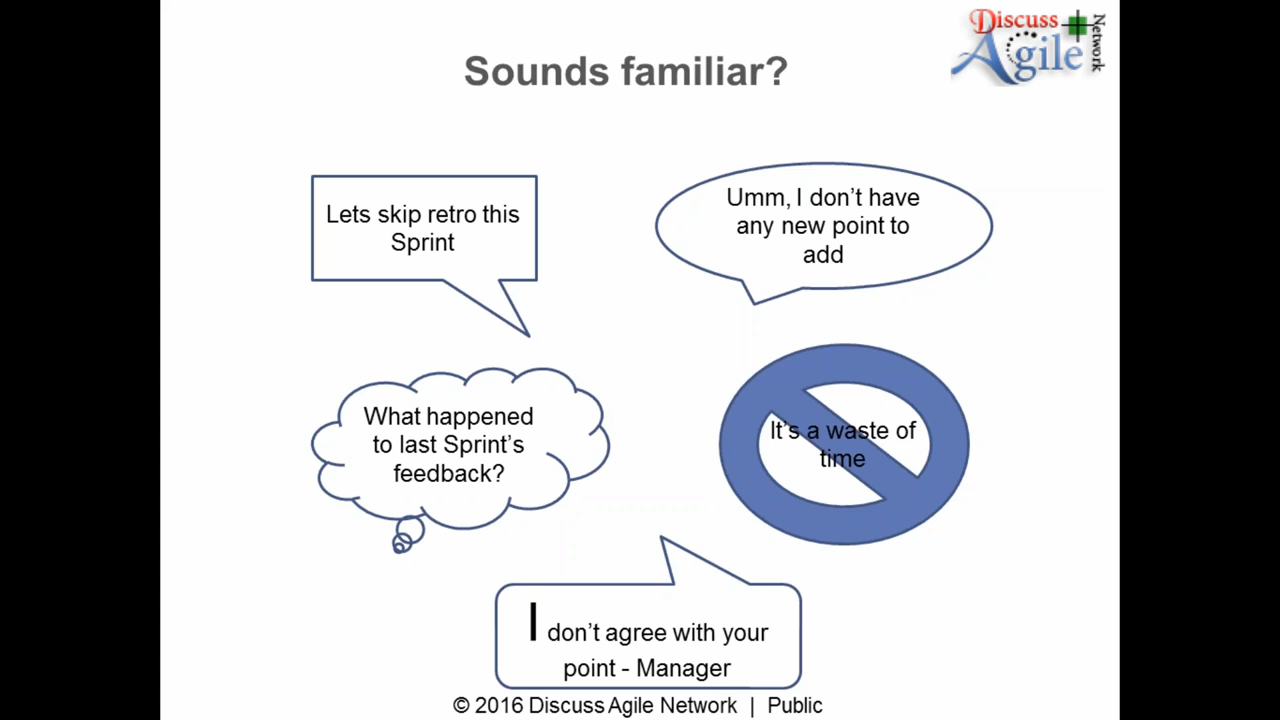 Discuss
Agile
Network
Sounds familiar?
Lets skip retro this
Sprint
Umm, I don't have
any new point to
add
What happened
to last Sprint's
feedback?
It's a waste of
time
I don't agree with your
point - Manager
© 2016 Discuss Agile Network | Public